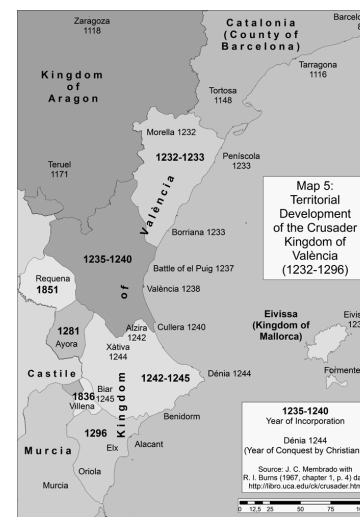 Zaragoza
1118
Catalonia
(County of
Barcelona)
Tarragona
1116
Kingdom
of
Aragon
Tortosa
1148
Morella 1232
1232-1233
Peníscola
1233
Teruel
1171
Map 5:
Territorial
Development
of the Crusader
Kingdom of
València
(1232-1296)
Kingdom of València
Borriana 1233
1235-1240
Battle of el Puig 1237
Requena
1851
València 1238
Eivissa
(Kingdom of
Mallorca)
Alzira
1242
Cullera 1240
1281
Ayora
Xàtiva
1244
Castile
1242-1245
Dénia 1244
1836
Villena
Biar
1245
Benidorm
1296
Elx
Alacant
Murcia
Oriola
Murcia
1235-1240
Year of Incorporation
Dénia 1244
(Year of Conquest by Christian
Source: J. C. Membrado with
R. I. Burns (1967, chapter 1, p. 4) da
http://libro.uca.edu/ck/crusader.htm
0 12,5 25 50 75